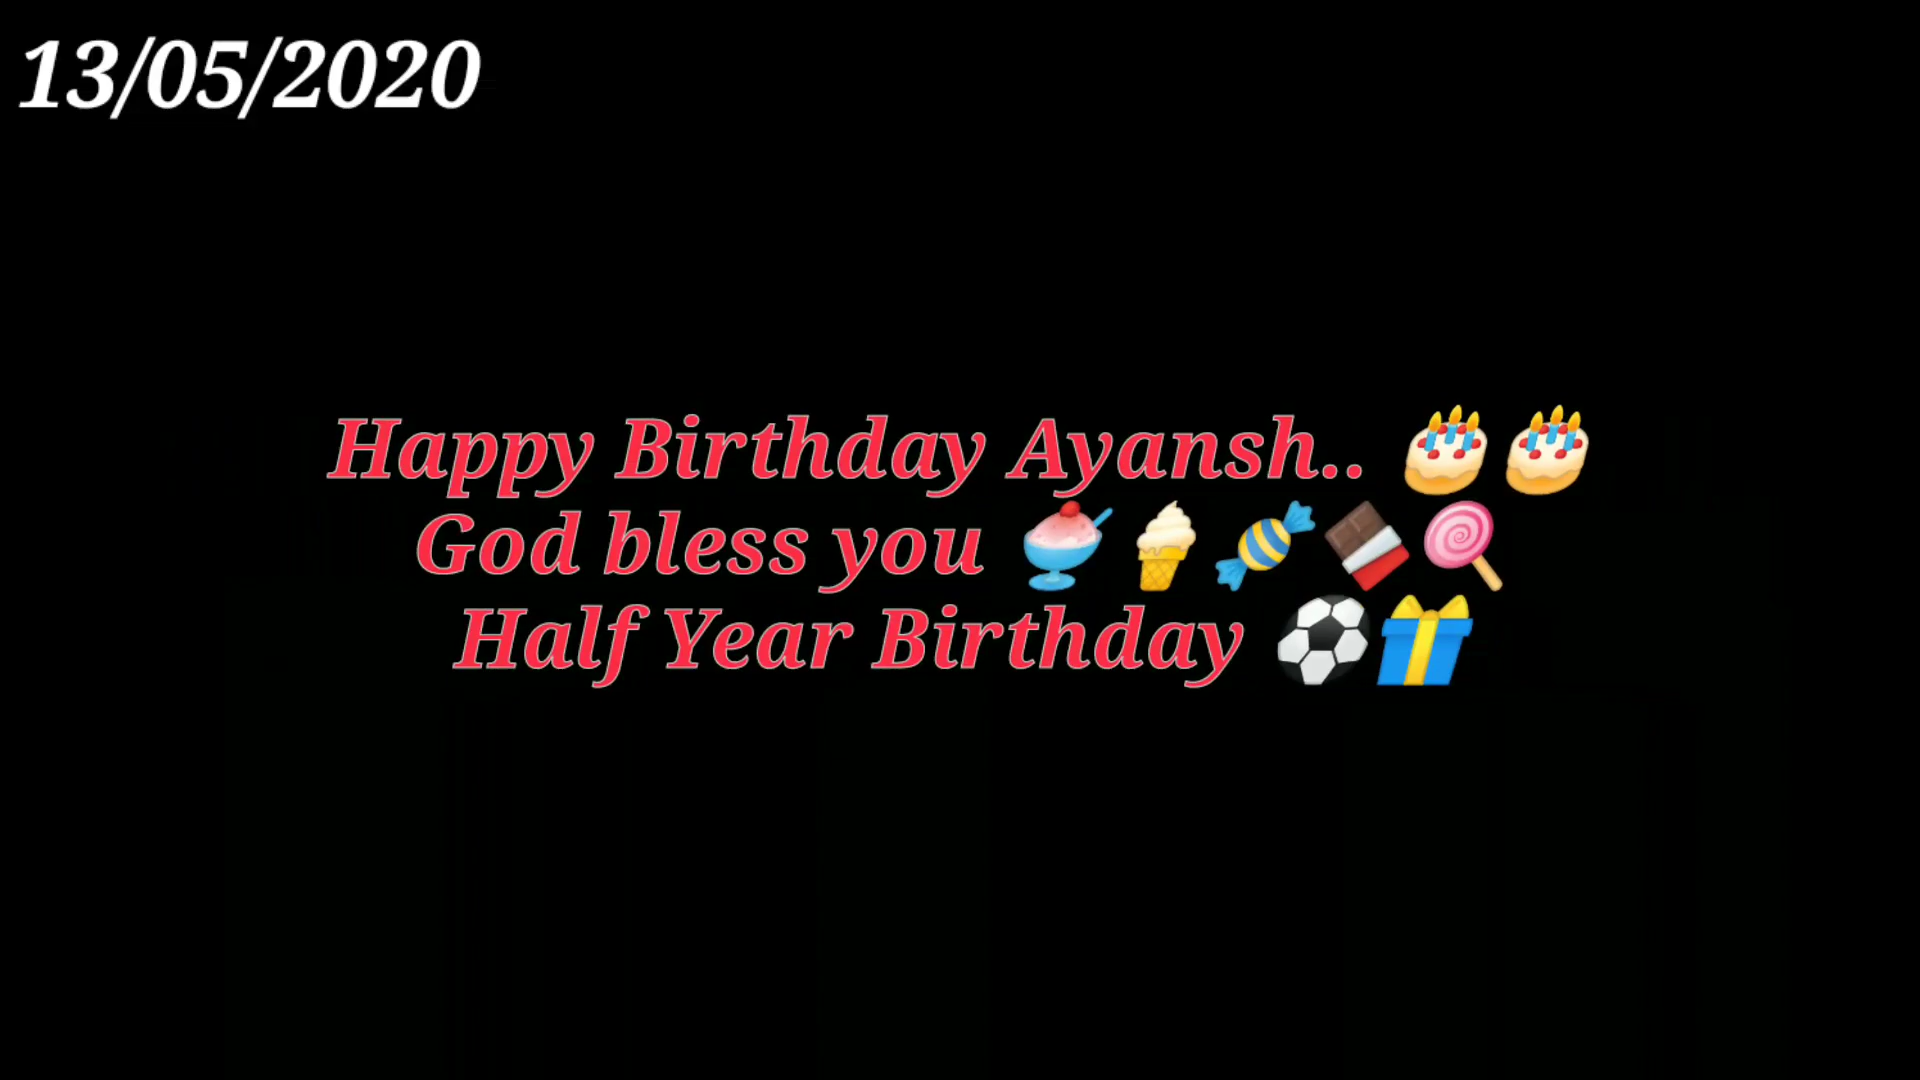 13/05/2020
Happy Birthday Ayansh.. 🎂🎂
God bless you 🍨🍦🍬🍫🍭
Half Year Birthday ⚽🎁